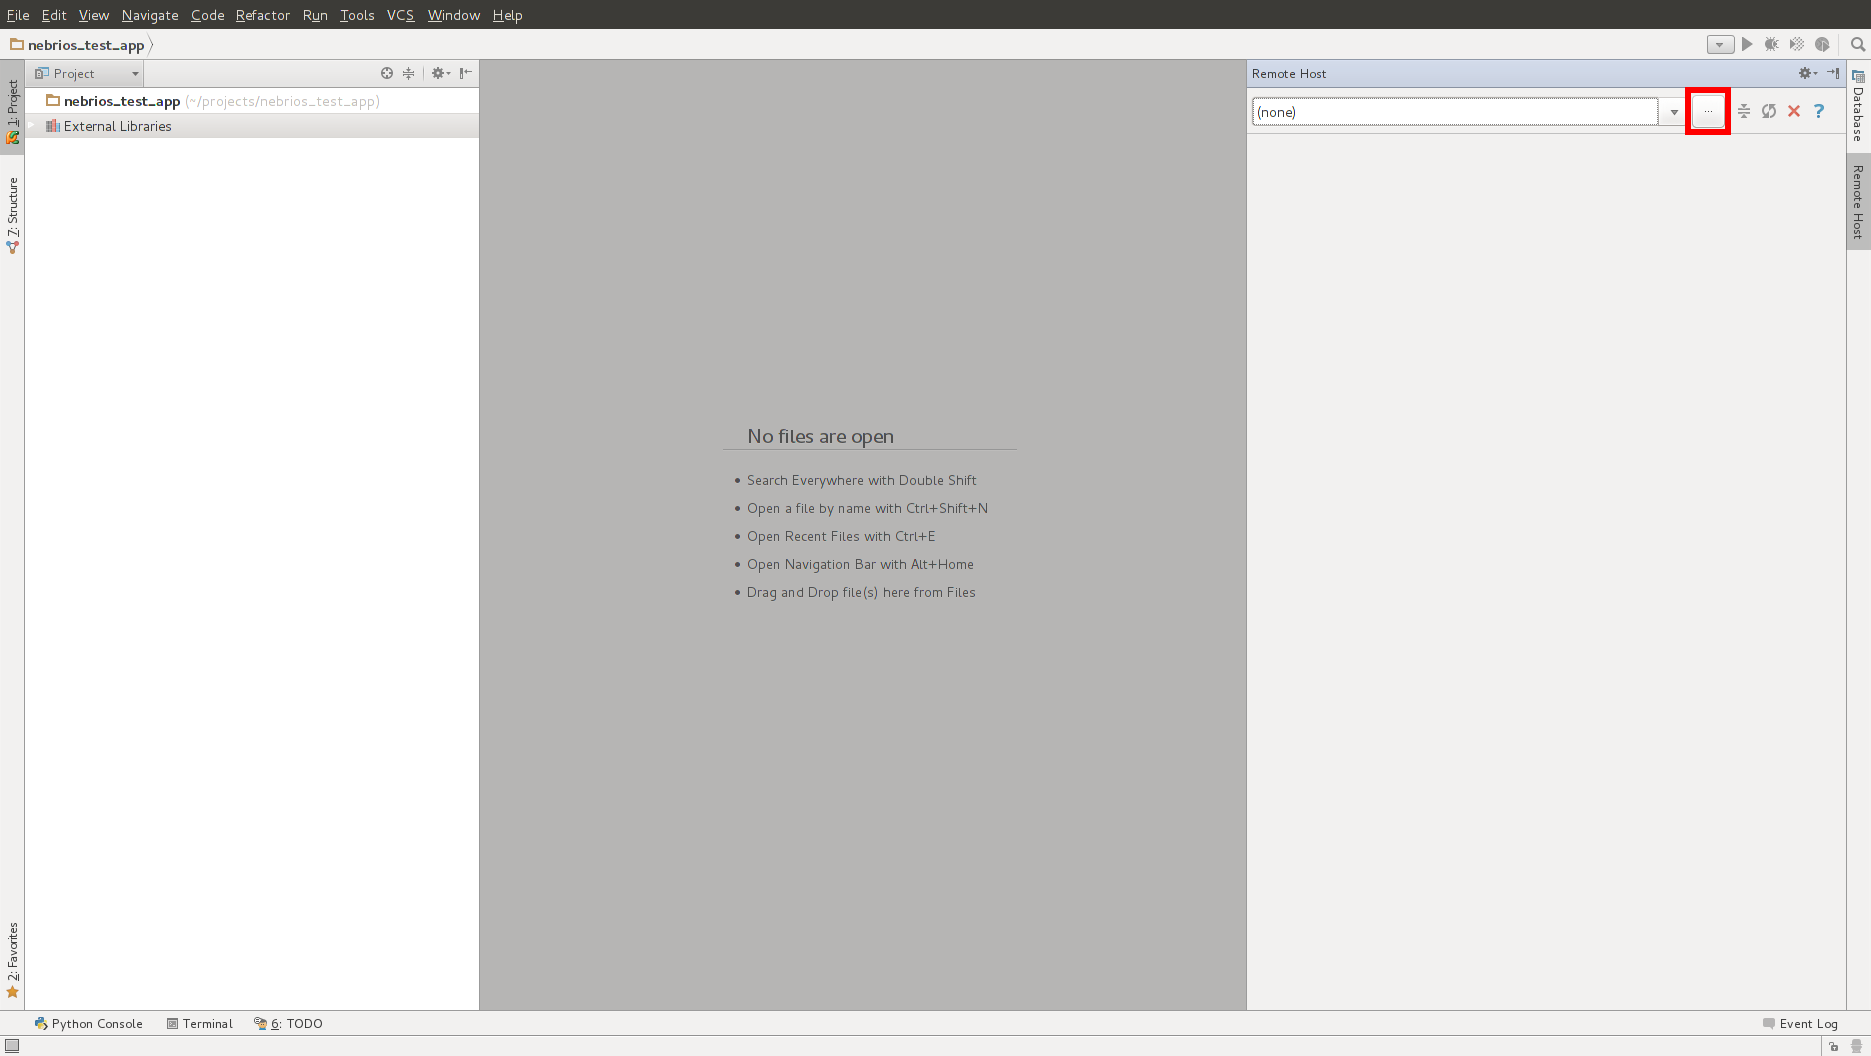 File Edit View Navigate Code Refactor Run Tools VCS Window Help
nebrios_test_app
Project
Remote Host
nebrios_test_app (~/projects/nebrios_test_app)
(none)
...
?
External Libraries
1: Project
7: Structure
2: Favorites
Database
Remote Host
No files are open
• Search Everywhere with Double Shift
• Open a file by name with Ctrl+Shift+N
• Open Recent Files with Ctrl+E
• Open Navigation Bar with Alt+Home
• Drag and Drop file(s) here from Files
Python Console Terminal 6: TODO Event Log